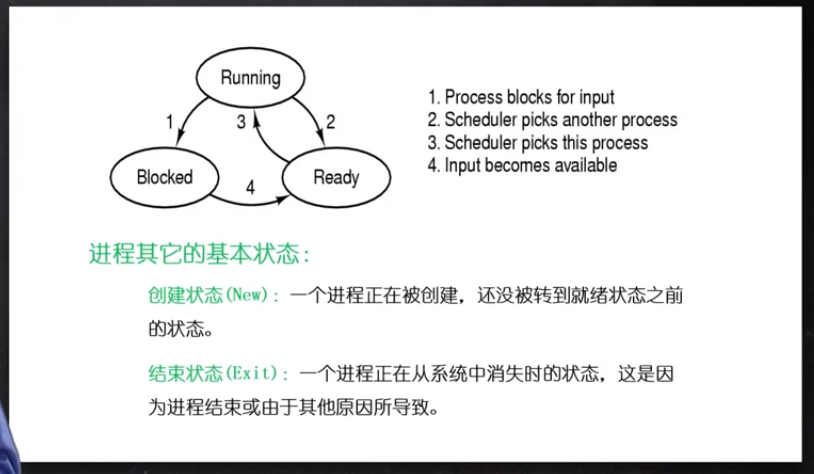 Running
1
3
2
Blocked
4
Ready
1. Process blocks for input
2. Scheduler picks another process
3. Scheduler picks this process
4. Input becomes available
进程其它的基本状态：
创建状态(New)：一个进程正在被创建，还没被转到就绪状态之前
的状态。
结束状态(Exit)：一个进程正在从系统中消失时的状态，这是因
为进程结束或由于其他原因所导致。